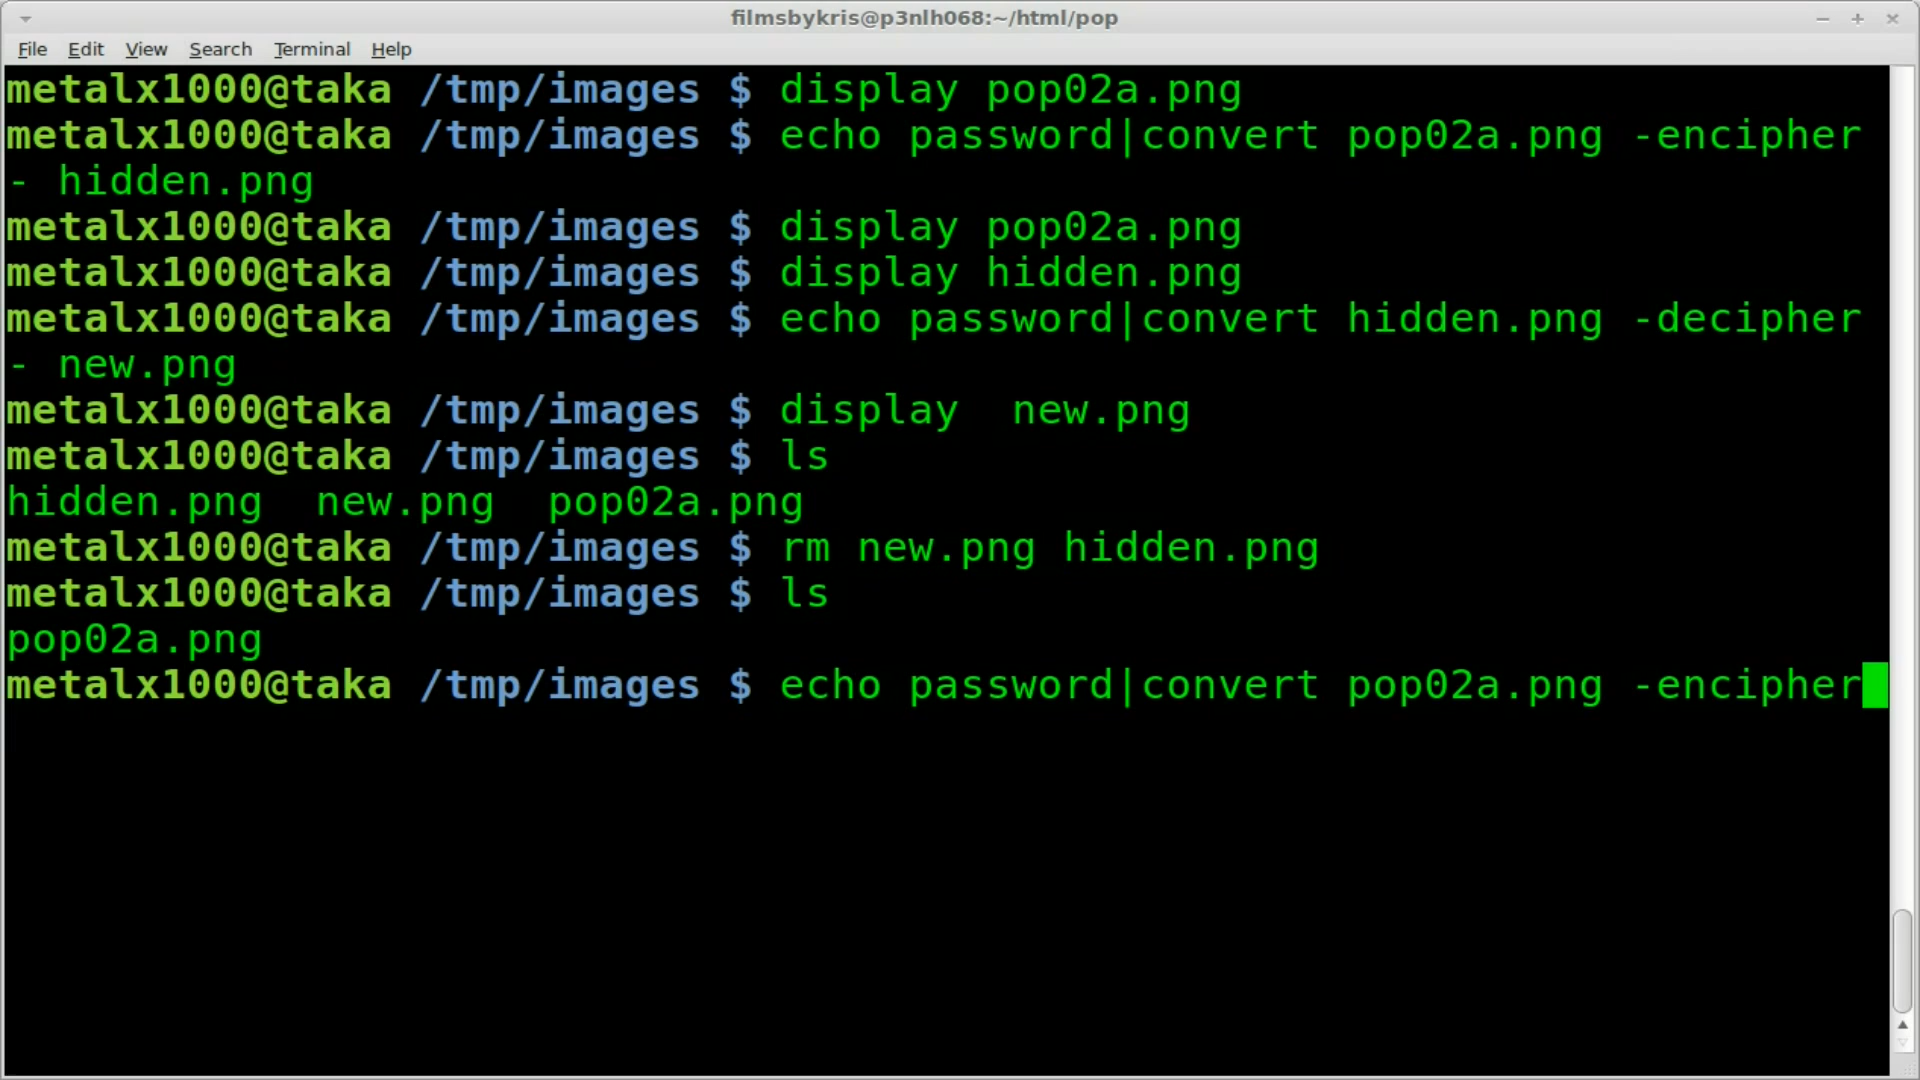 filmsbykris@p3nlh068:~/html/pop
File Edit View Search Terminal Help
metalx1000@taka /tmp/images $ display pop02a.png
metalx1000@taka /tmp/images $ echo password|convert pop02a.png -encipher
- hidden.png
metalx1000@taka /tmp/images $ display pop02a.png
metalx1000@taka /tmp/images $ display hidden.png
metalx1000@taka /tmp/images $ echo password|convert hidden.png -decipher
- new.png
metalx1000@taka /tmp/images $ display  new.png
metalx1000@taka /tmp/images $ ls
hidden.png  new.png  pop02a.png
metalx1000@taka /tmp/images $ rm new.png hidden.png
metalx1000@taka /tmp/images $ ls
pop02a.png
metalx1000@taka /tmp/images $ echo password|convert pop02a.png -encipher